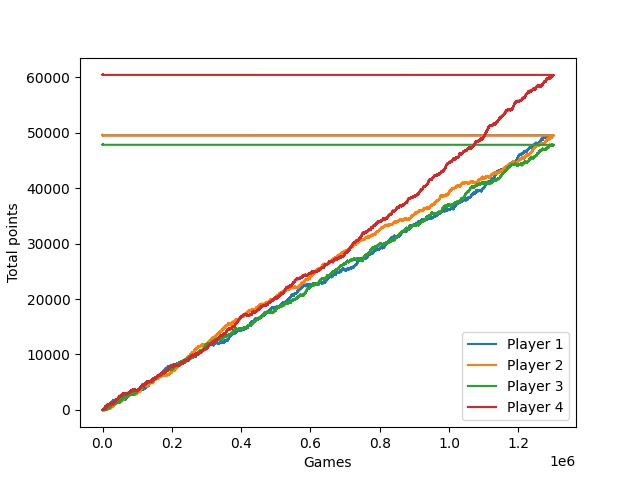 60000
50000
40000
30000
20000
10000
0
Total points
0.0 0.2 0.4 0.6 0.8 1.0 1.2
1e6
Games
Player 1
Player 2
Player 3
Player 4